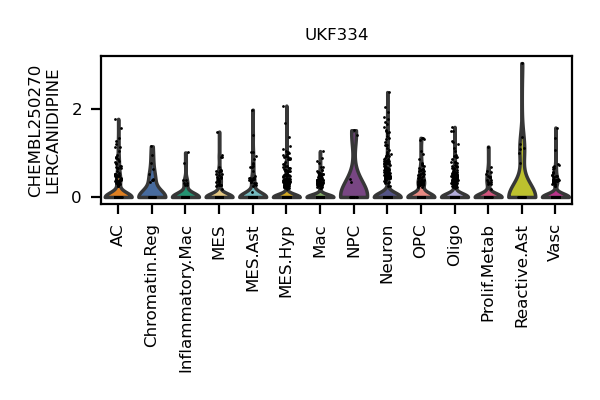 UKF334
CHEMBL250270
LERCANIDIPINE
2
0
AC
Chromatin.Reg
Inflammatory.Mac
MES
MES.Ast
MES.Hyp
Mac
NPC
Neuron
OPC
Oligo
Prolif.Metab
Reactive.Ast
Vasc